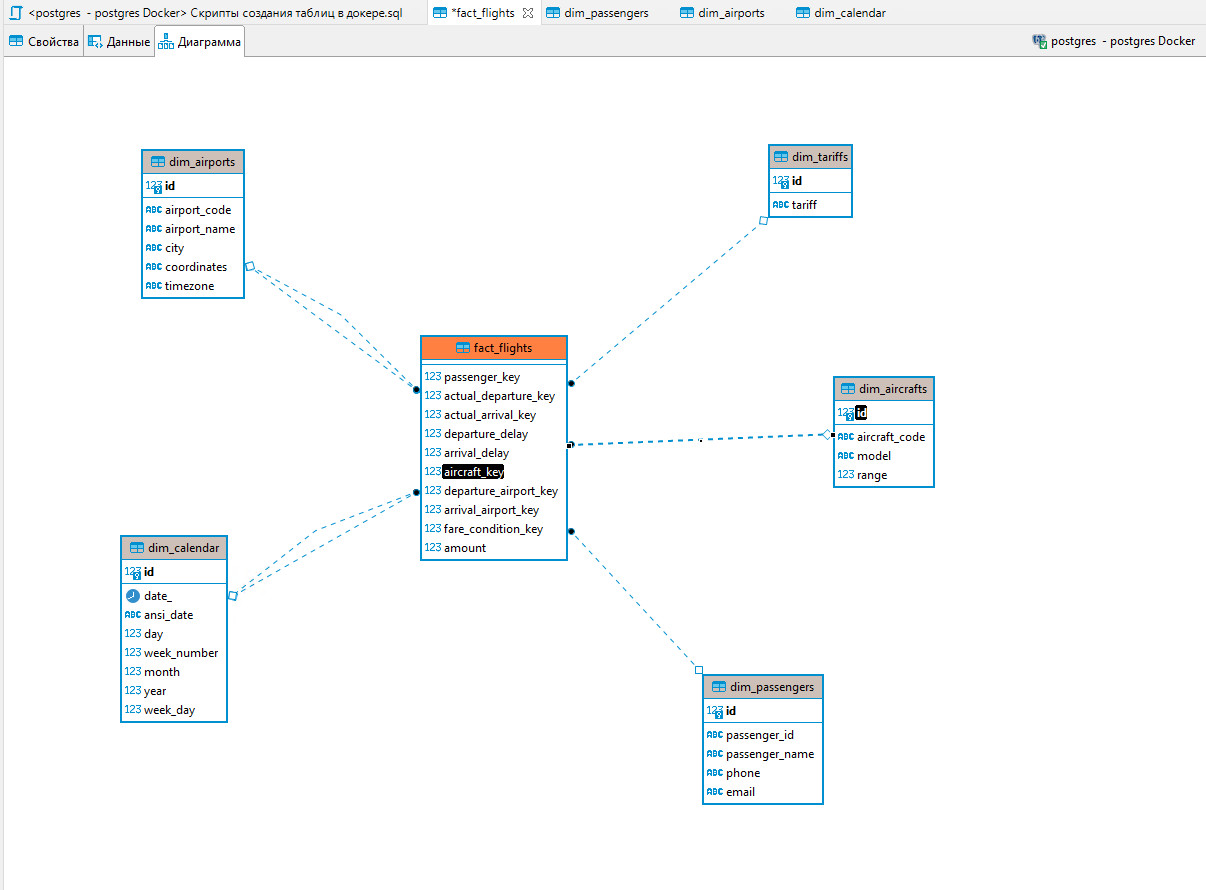 <postgres - postgres Docker> Скрипты создания таблиц в докере.sql
*fact_flights
dim_passengers
dim_airports
dim_calendar
Свойства
Данные
Диаграмма
postgres - postgres Docker
dim_airports
123 id
ABC airport_code
ABC airport_name
ABC city
ABC coordinates
ABC timezone
dim_tariffs
123 id
ABC tariff
fact_flights
123 passenger_key
123 actual_departure_key
123 actual_arrival_key
123 departure_delay
123 arrival_delay
123 aircraft_key
123 departure_airport_key
123 arrival_airport_key
123 fare_condition_key
123 amount
dim_aircrafts
123 id
ABC aircraft_code
ABC model
123 range
dim_calendar
123 id
date_
ABC ansi_date
123 day
123 week_number
123 month
123 year
123 week_day
dim_passengers
123 id
ABC passenger_id
ABC passenger_name
ABC phone
ABC email